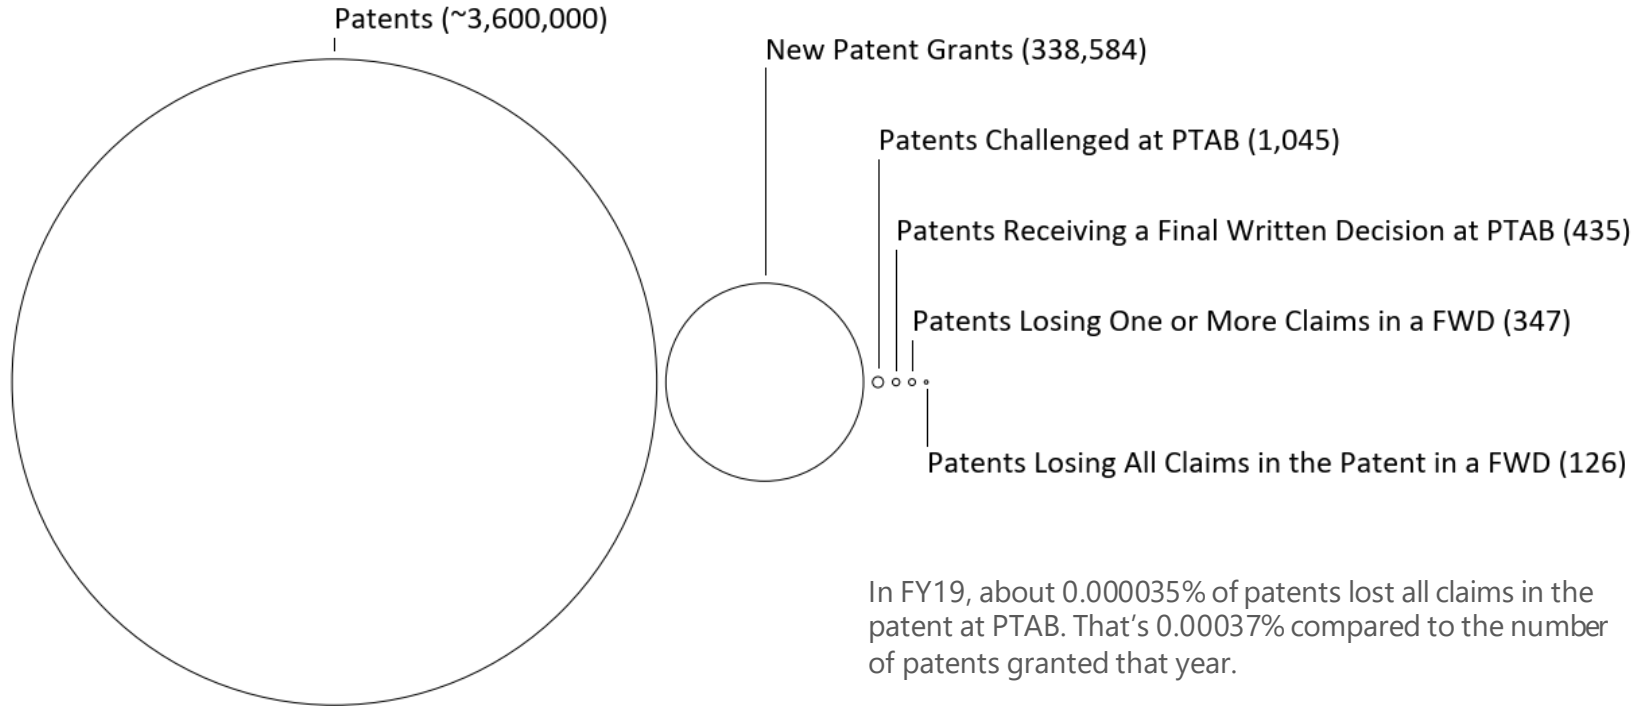 Patents (~3,600,000)
New Patent Grants (338,584)
Patents Challenged at PTAB (1,045)
Patents Receiving a Final Written Decision at PTAB (435)
Patents Losing One or More Claims in a FWD (347)
Patents Losing All Claims in the Patent in a FWD (126)
In FY19, about 0.000035% of patents lost all claims in the
patent at PTAB. That’s 0.00037% compared to the number
of patents granted that year.